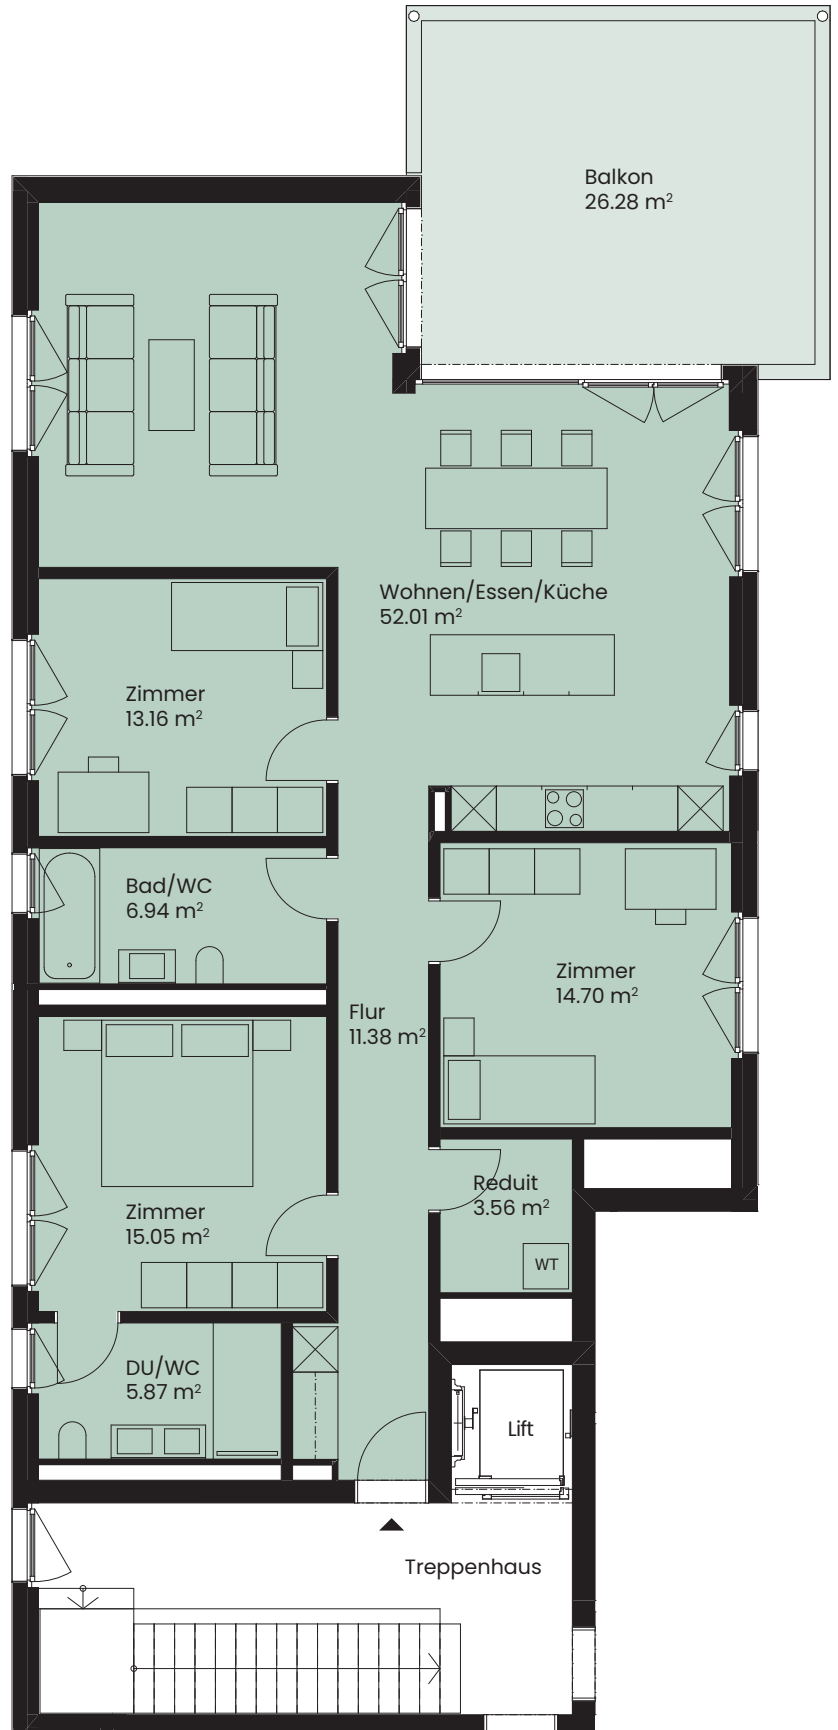 Balkon
26.28 m²
Wohnen/Essen/Küche
52.01 m²
Zimmer
13.16 m²
Bad/WC
6.94 m²
Zimmer
14.70 m²
Flur
11.38 m²
Reduit
3.56 m²
Zimmer
15.05 m²
WT
DU/WC
5.87 m²
Lift
Treppenhaus